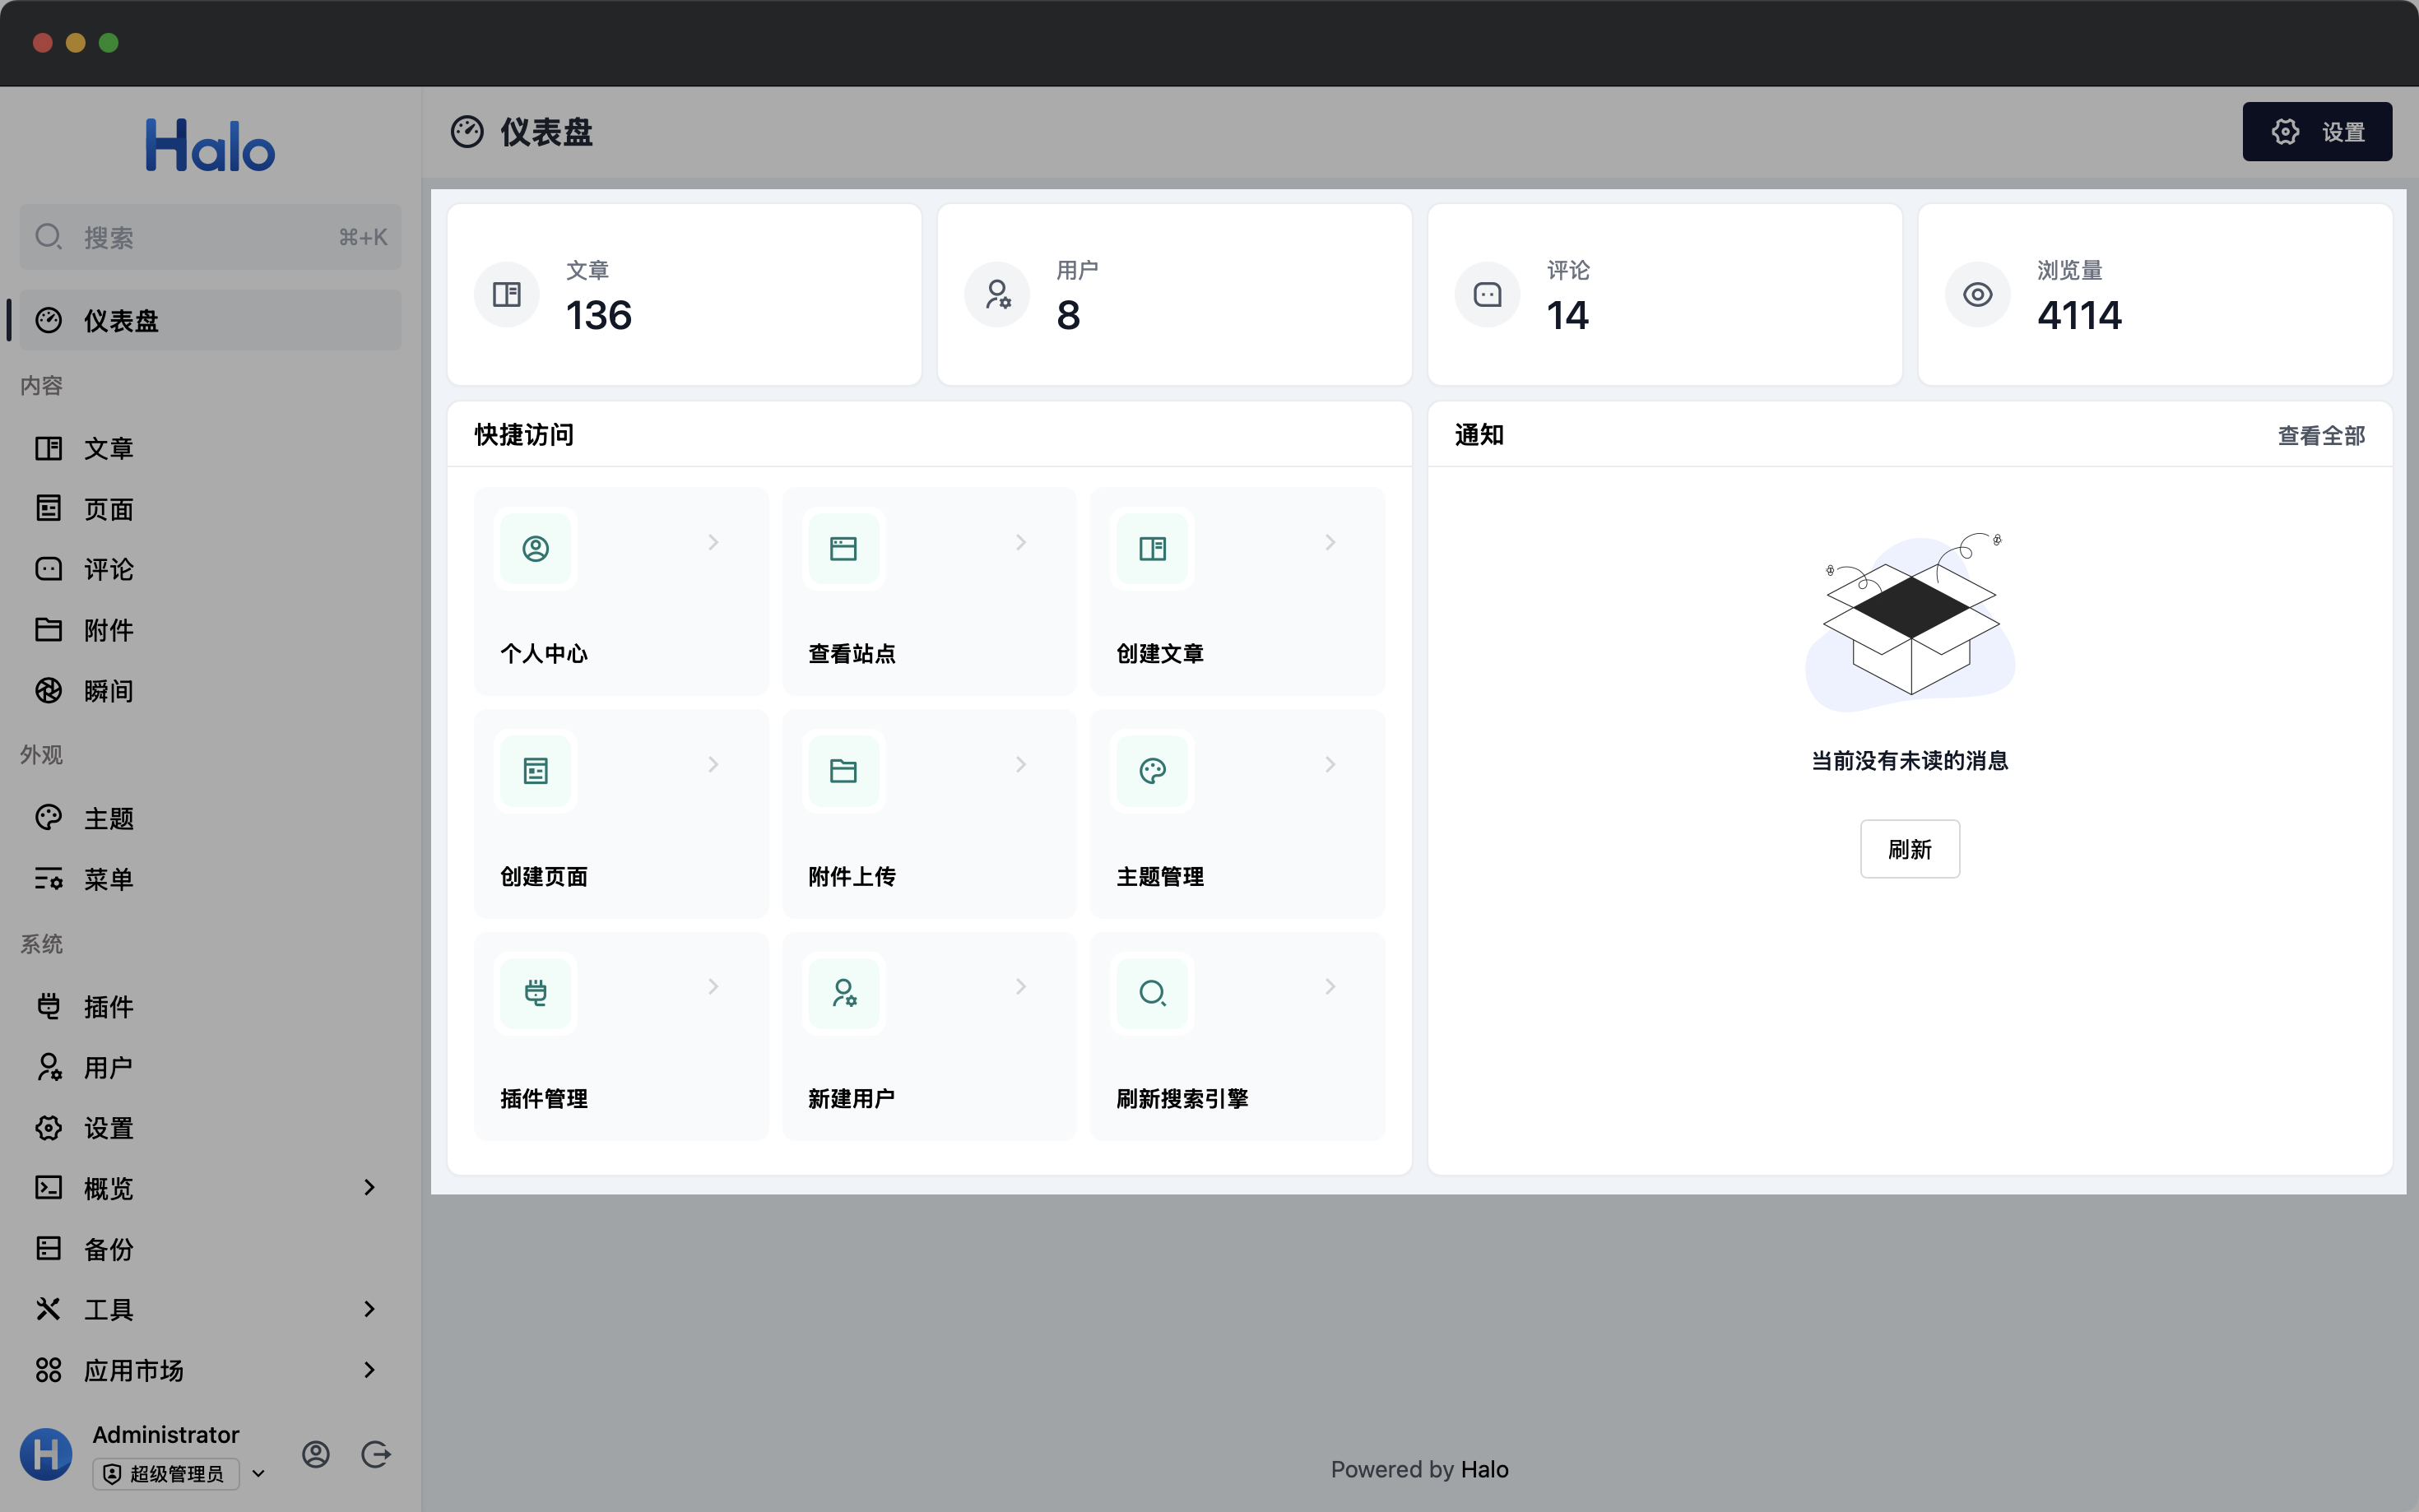 Halo
搜索 ⌘+K
仪表盘
内容
文章
页面
评论
附件
瞬间
外观
主题
菜单
系统
插件
用户
设置
概览
备份
工具
应用市场
Administrator
超级管理员
仪表盘
设置
文章
136
用户
8
评论
14
浏览量
4114
快捷访问
个人中心
查看站点
创建文章
创建页面
附件上传
主题管理
插件管理
新建用户
刷新搜索引擎
通知
查看全部
当前没有未读的消息
刷新
Powered by Halo